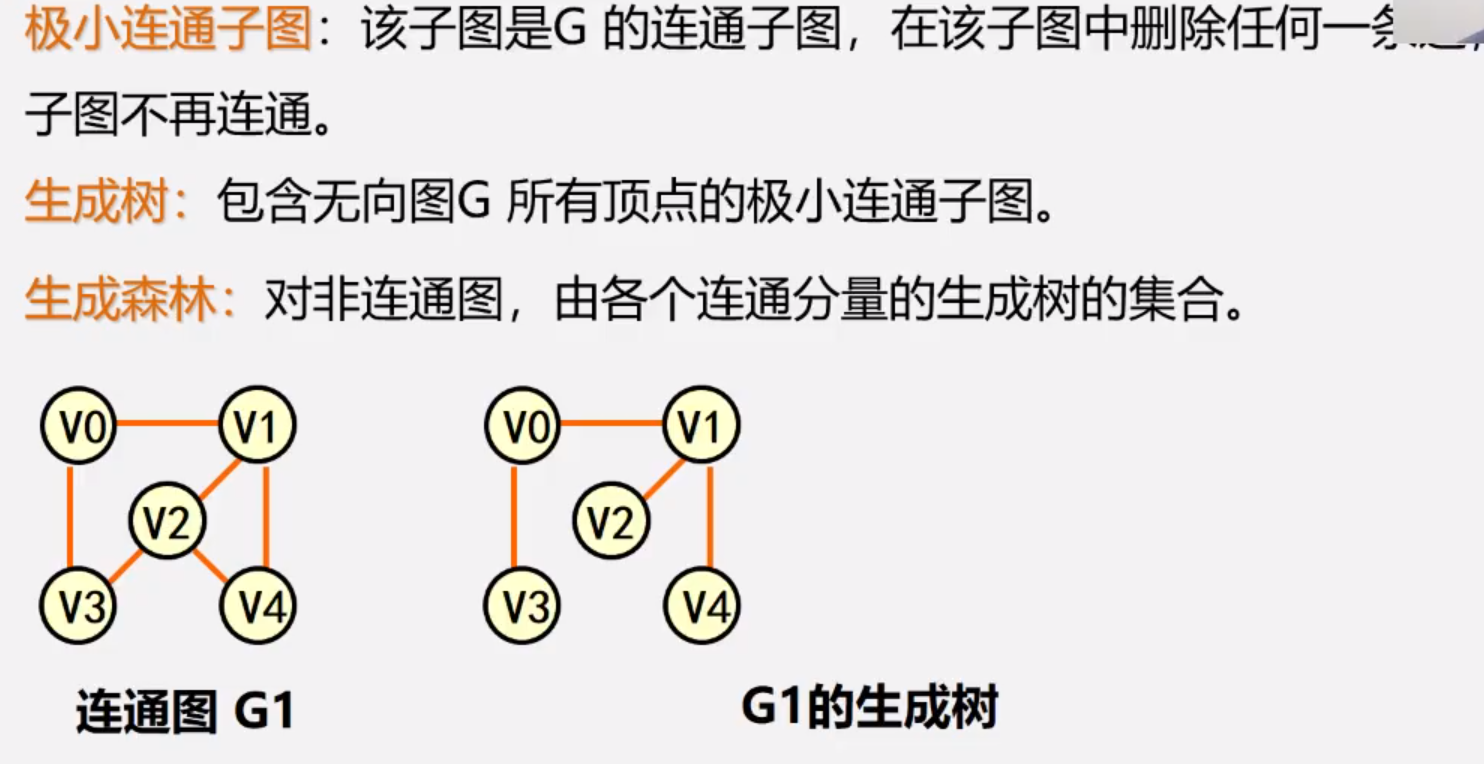 极小连通子图：该子图是G 的连通子图，在该子图中删除任何一条
子图不再连通。
生成树：包含无向图G 所有顶点的极小连通子图。
生成森林：对非连通图，由各个连通分量的生成树的集合。
V0 V1 V0 V1
V2 V2
V3 V4 V3 V4
连通图 G1 G1的生成树